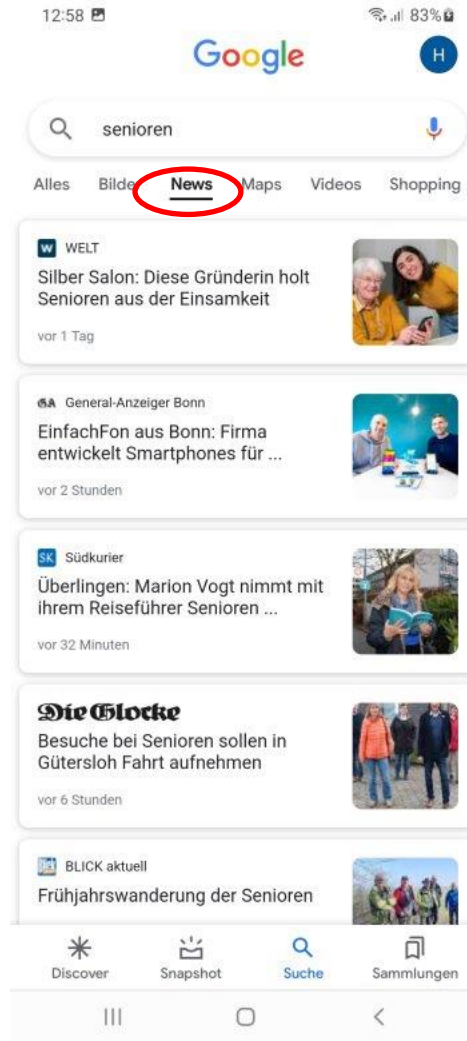 12:58 83%
Google
H
senioren
Alles Bilde News Maps Videos Shopping
W WELT
Silber Salon: Diese Gründerin holt
Senioren aus der Einsamkeit
vor 1 Tag
GA General-Anzeiger Bonn
EinfachFon aus Bonn: Firma
entwickelt Smartphones für ...
vor 2 Stunden
SK Südkurier
Überlingen: Marion Vogt nimmt mit
ihrem Reiseführer Senioren ...
vor 32 Minuten
Die Glocke
Besuche bei Senioren sollen in
Gütersloh Fahrt aufnehmen
vor 6 Stunden
BLICK aktuell
Frühjahrswanderung der Senioren
Discover Snapshot Suche Sammlungen